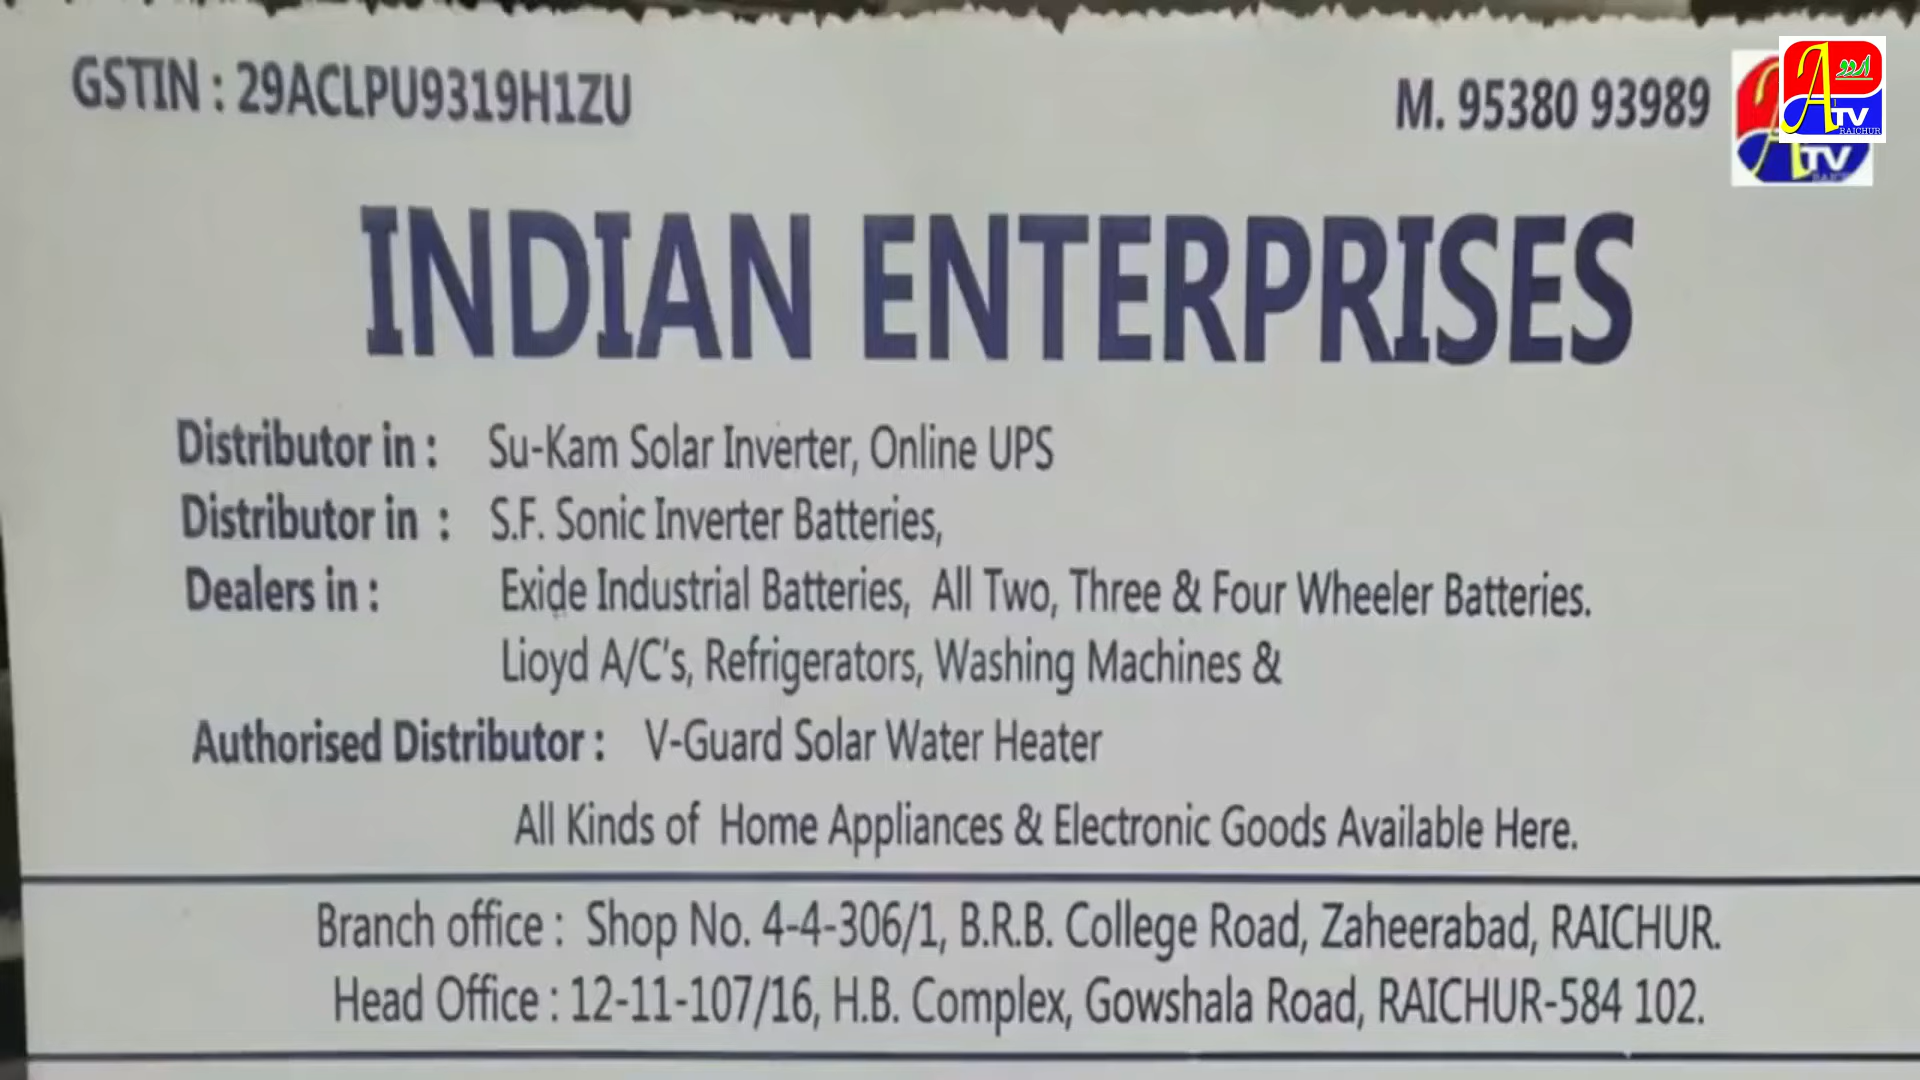 GSTIN : 29ACLPU9319H1ZU
M. 95380 93989
اردو
A TV
RAICHUR
TV
INDIAN ENTERPRISES
Distributor in : Su-Kam Solar Inverter, Online UPS
Distributor in : S.F. Sonic Inverter Batteries,
Dealers in : Exide Industrial Batteries, All Two, Three & Four Wheeler Batteries.
Lioyd A/C's, Refrigerators, Washing Machines &
Authorised Distributor : V-Guard Solar Water Heater
All Kinds of Home Appliances & Electronic Goods Available Here.
Branch office : Shop No. 4-4-306/1, B.R.B. College Road, Zaheerabad, RAICHUR.
Head Office : 12-11-107/16, H.B. Complex, Gowshala Road, RAICHUR-584 102.